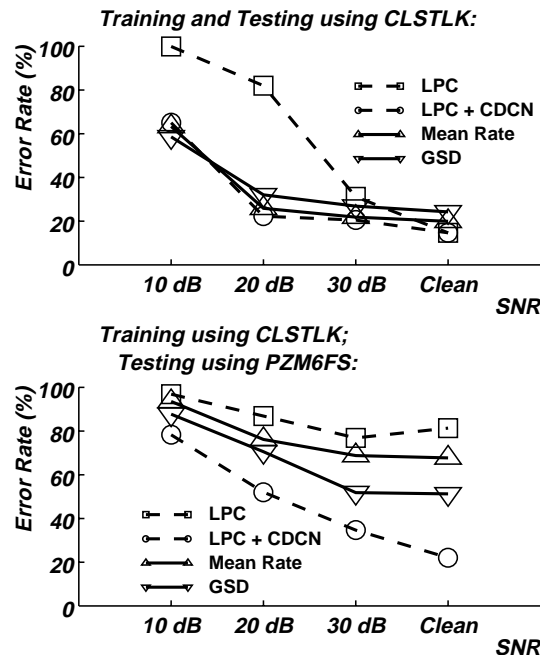 Training and Testing using CLSTLK:
Error Rate (%)
100
80
60
40
20
0
LPC
LPC + CDCN
Mean Rate
GSD
10 dB 20 dB 30 dB Clean
SNR
Training using CLSTLK;
Testing using PZM6FS:
Error Rate (%)
100
80
60
40
20
0
LPC
LPC + CDCN
Mean Rate
GSD
10 dB 20 dB 30 dB Clean
SNR